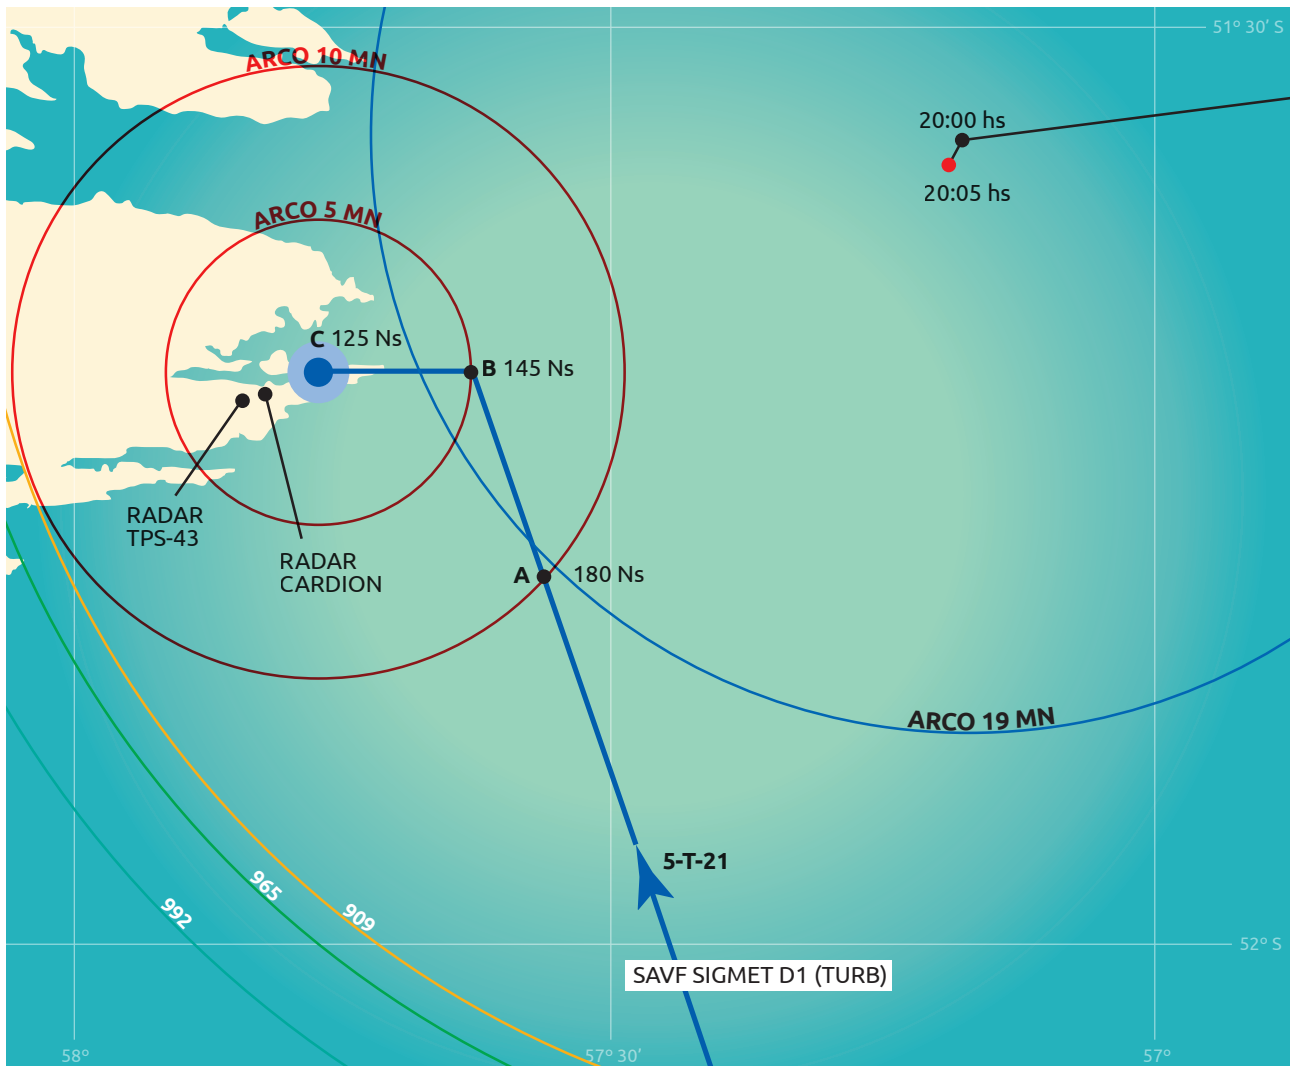 51° 30’ S
ARCO 10 MN
20:00 hs
20:05 hs
ARCO 5 MN
C 125 Ns
B 145 Ns
RADAR
TPS-43
RADAR
CARDION
A 180 Ns
ARCO 19 MN
5-T-21
992
965
909
52° S
SAVF SIGMET D1 (TURB)
58°
57° 30’
57°